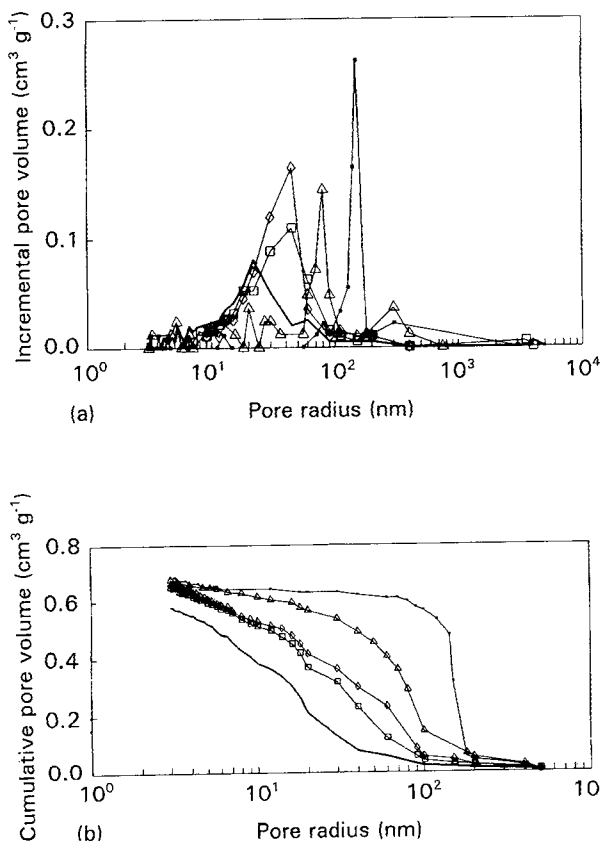 Incremental pore volume (cm³ g⁻¹)
0.3
0.2
0.1
0.0
10⁰ 10¹ 10² 10³ 10⁴
(a) Pore radius (nm)
Cumulative pore volume (cm³ g⁻¹)
0.8
0.6
0.4
0.2
0.0
10⁰ 10¹ 10² 10
(b) Pore radius (nm)